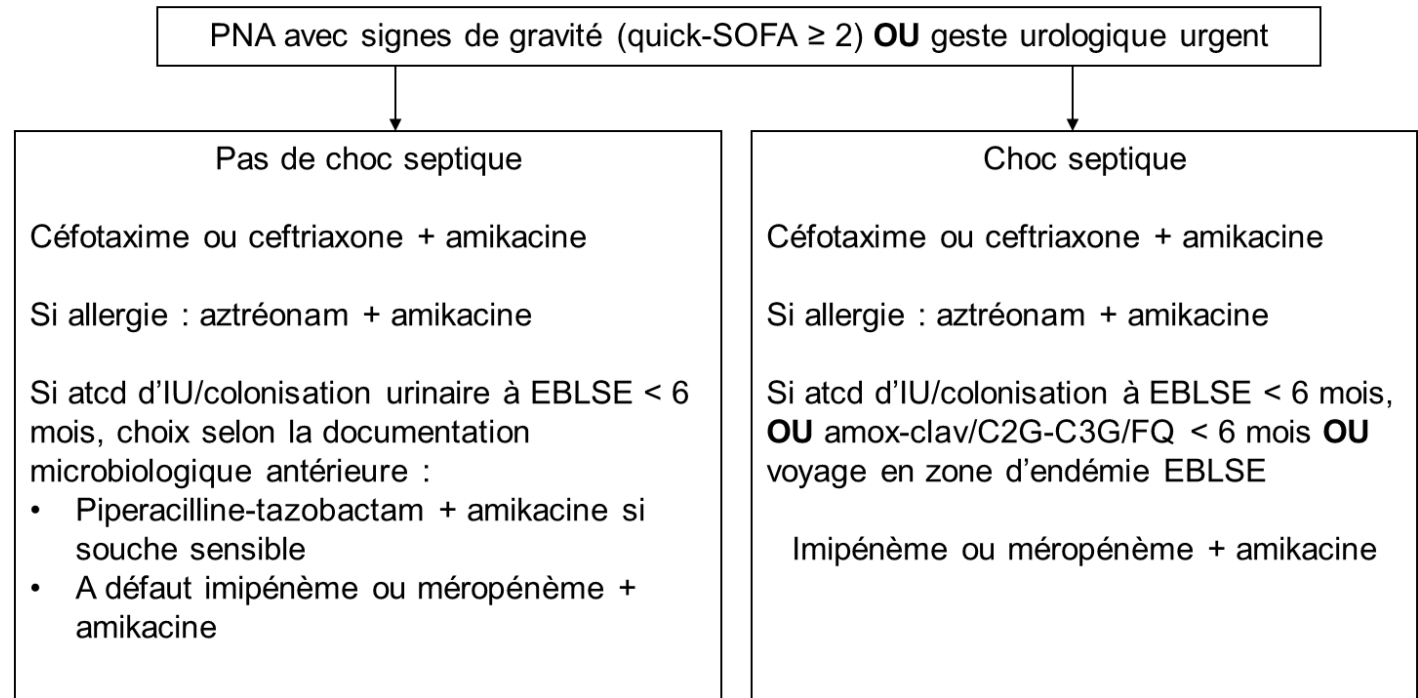 PNA avec signes de gravité (quick-SOFA ≥ 2) OU geste urologique urgent
Pas de choc septique
Céfotaxime ou ceftriaxone + amikacine
Si allergie : aztréonam + amikacine
Si atcd d'IU/colonisation urinaire à EBLSE < 6
mois, choix selon la documentation
microbiologique antérieure :
• Piperacilline-tazobactam + amikacine si
souche sensible
• A défaut imipénème ou méropénème +
amikacine
Choc septique
Céfotaxime ou ceftriaxone + amikacine
Si allergie : aztréonam + amikacine
Si atcd d'IU/colonisation à EBLSE < 6 mois,
OU amox-clav/C2G-C3G/FQ < 6 mois OU
voyage en zone d'endémie EBLSE
Imipénème ou méropénème + amikacine